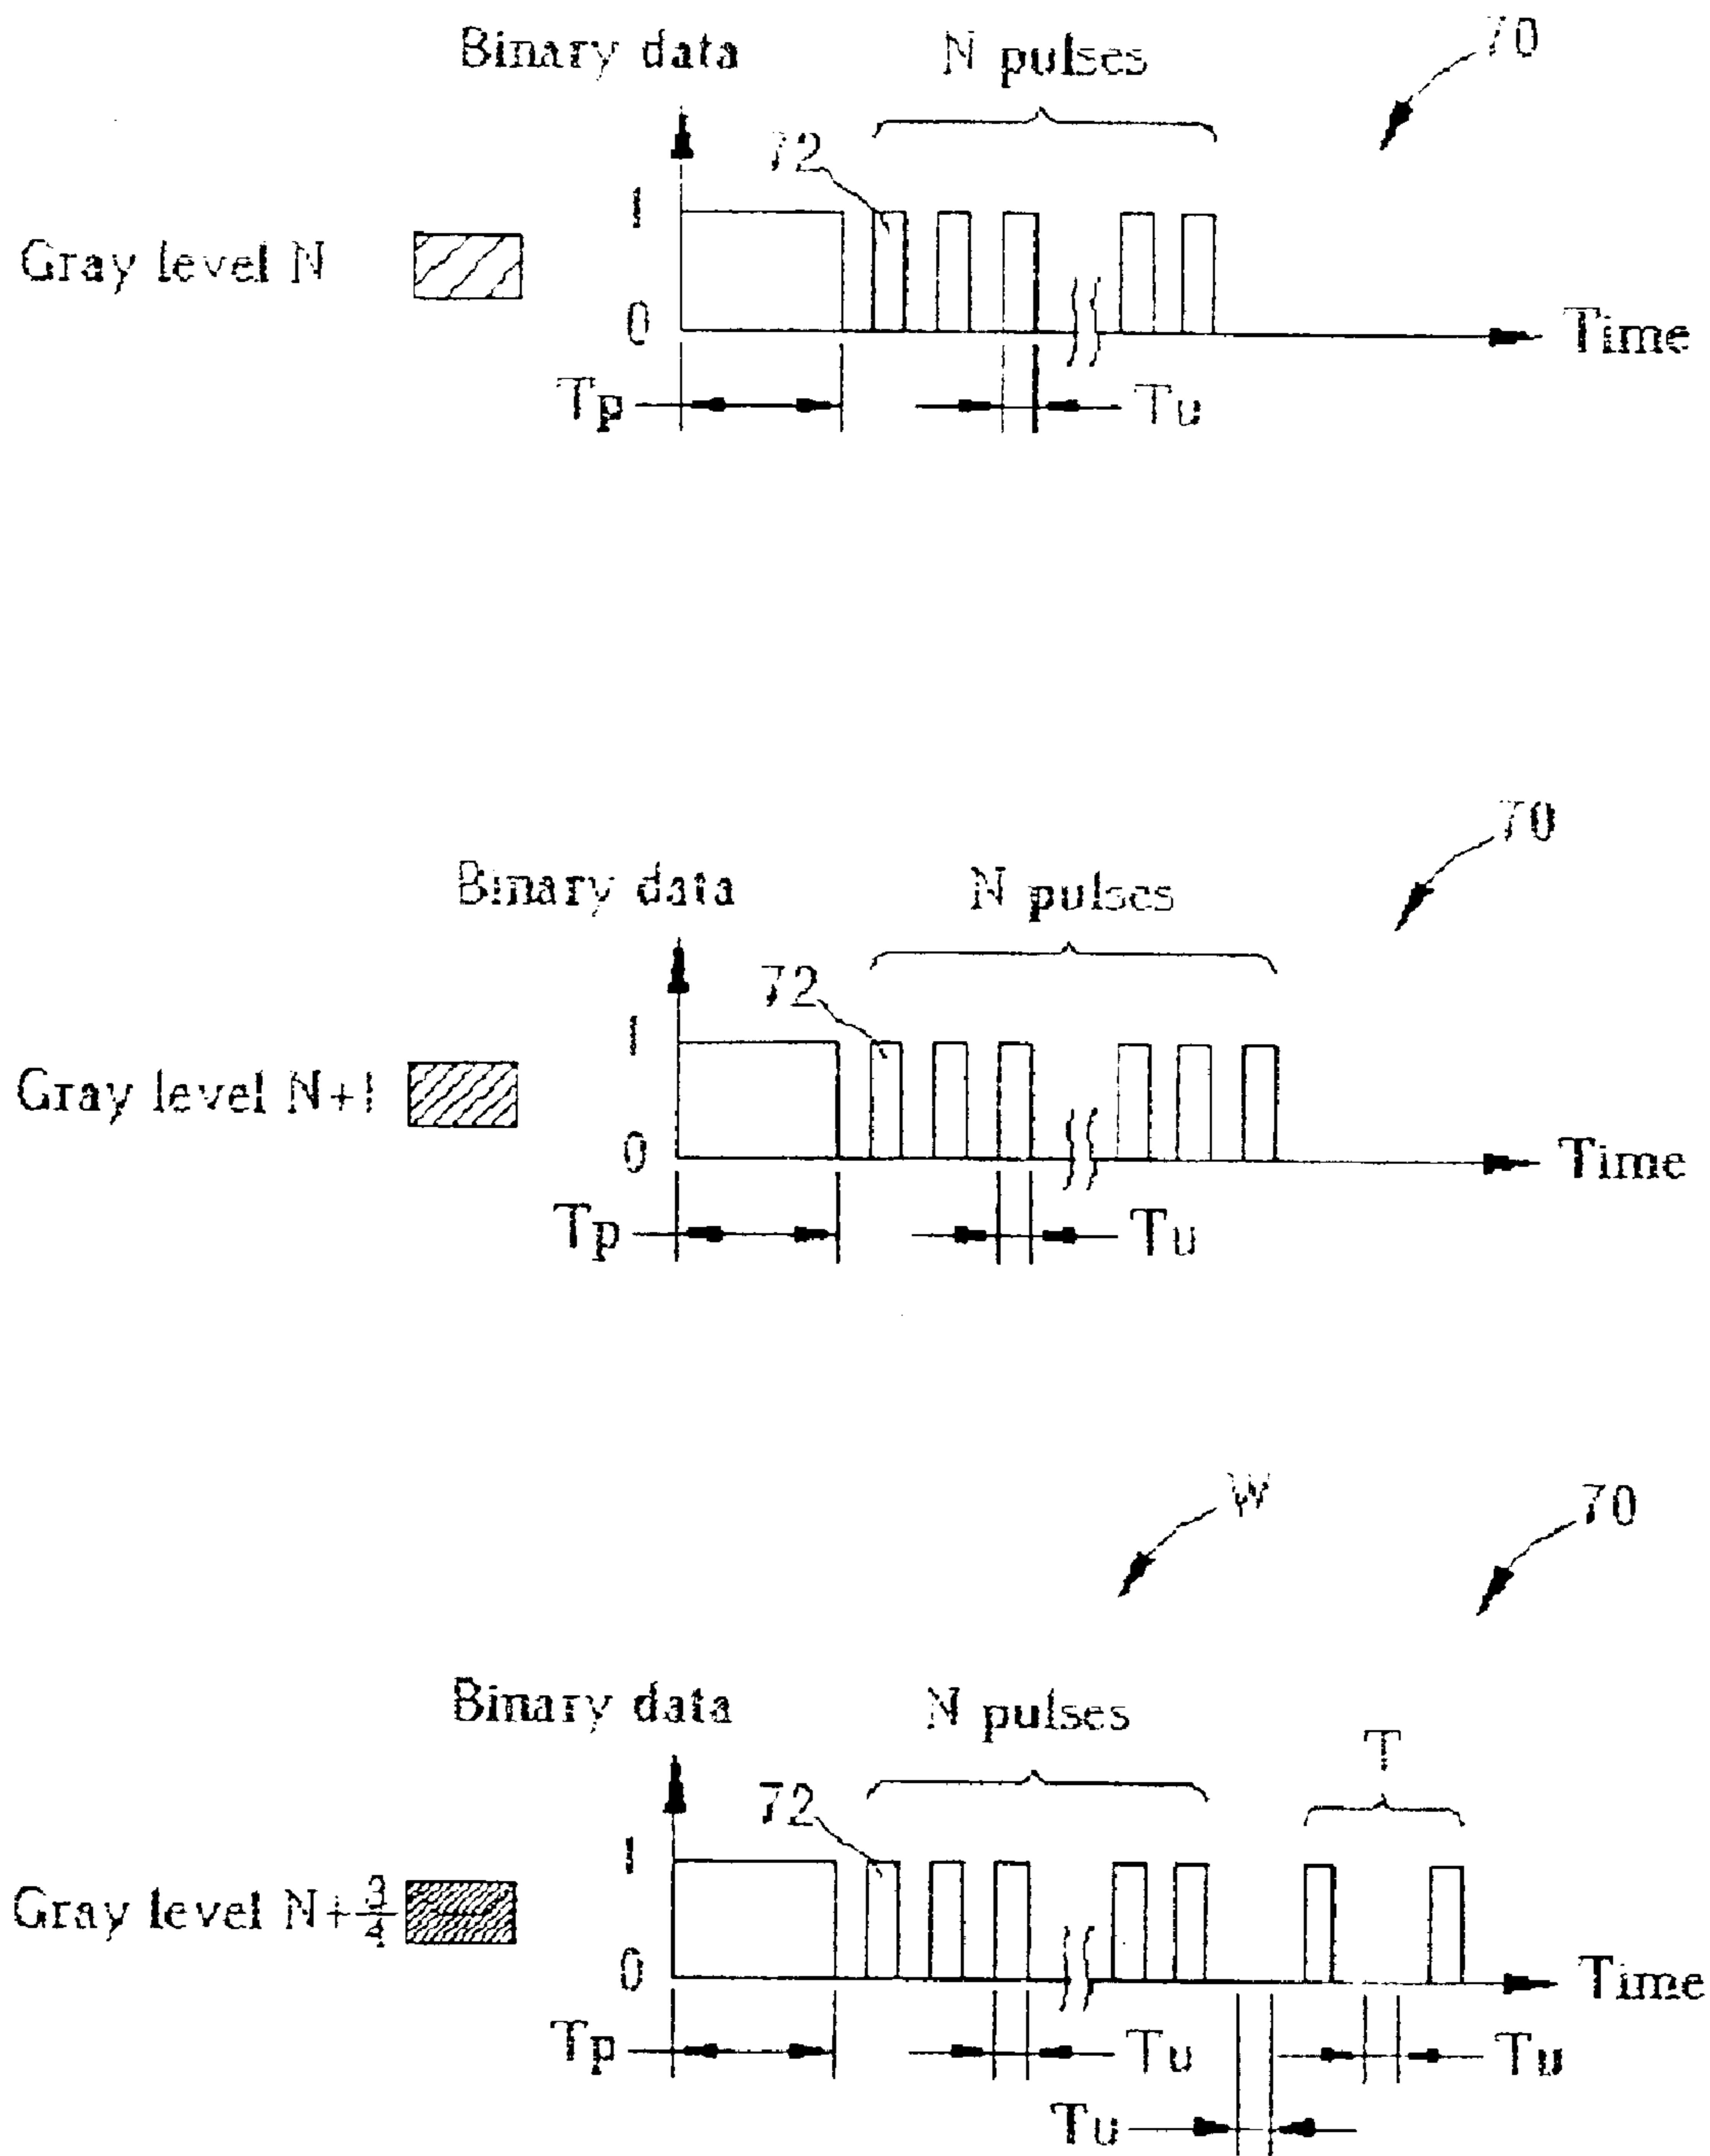 Binary data
N pulses
70
72
1
Gray level N
0
Time
Tp
Tu
Binary data
N pulses
70
72
1
Gray level N+1
0
Time
Tp
Tu
W
70
Binary data
N pulses
T
72
1
Gray level N+3/4
0
Time
Tp
Tu
Tu
Tu